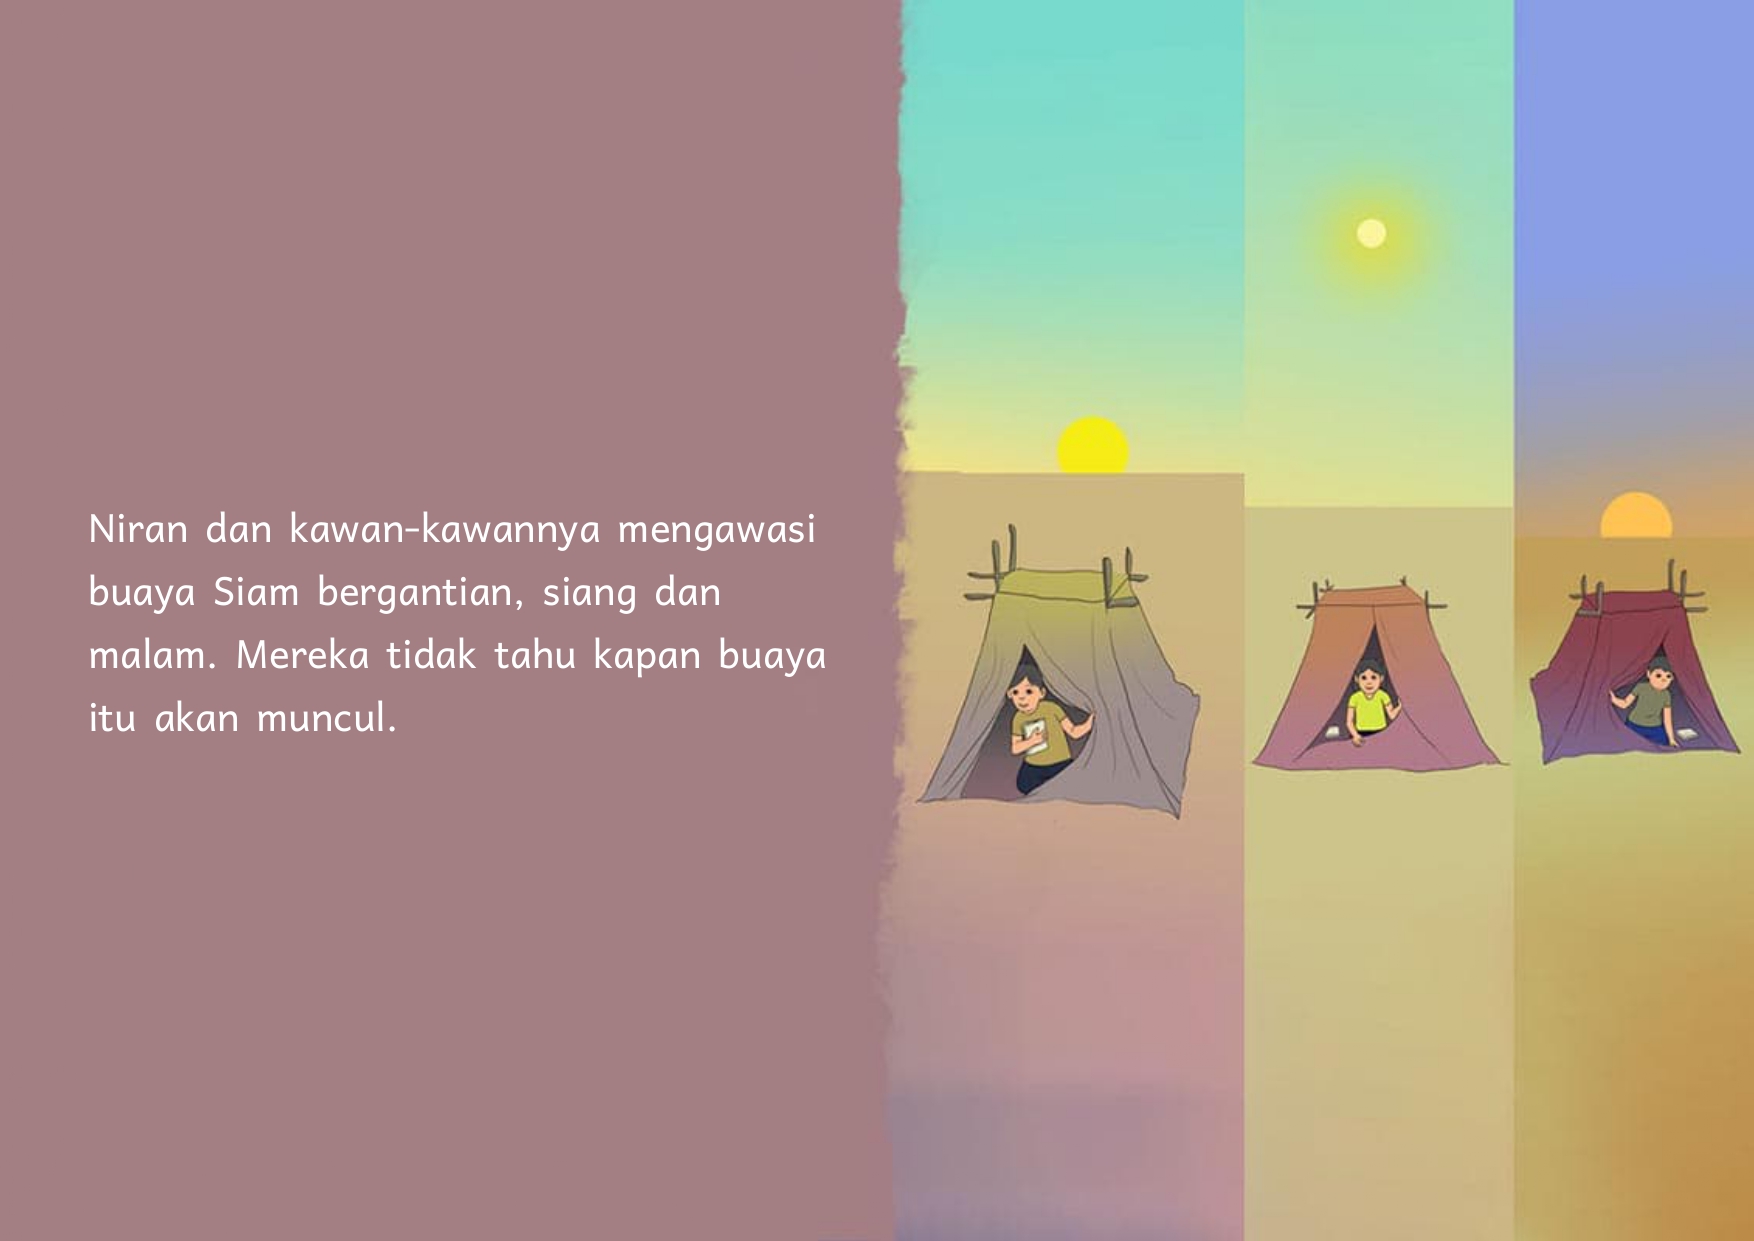 Niran dan kawan-kawannya mengawasi
buaya Siam bergantian, siang dan
malam. Mereka tidak tahu kapan buaya
itu akan muncul.